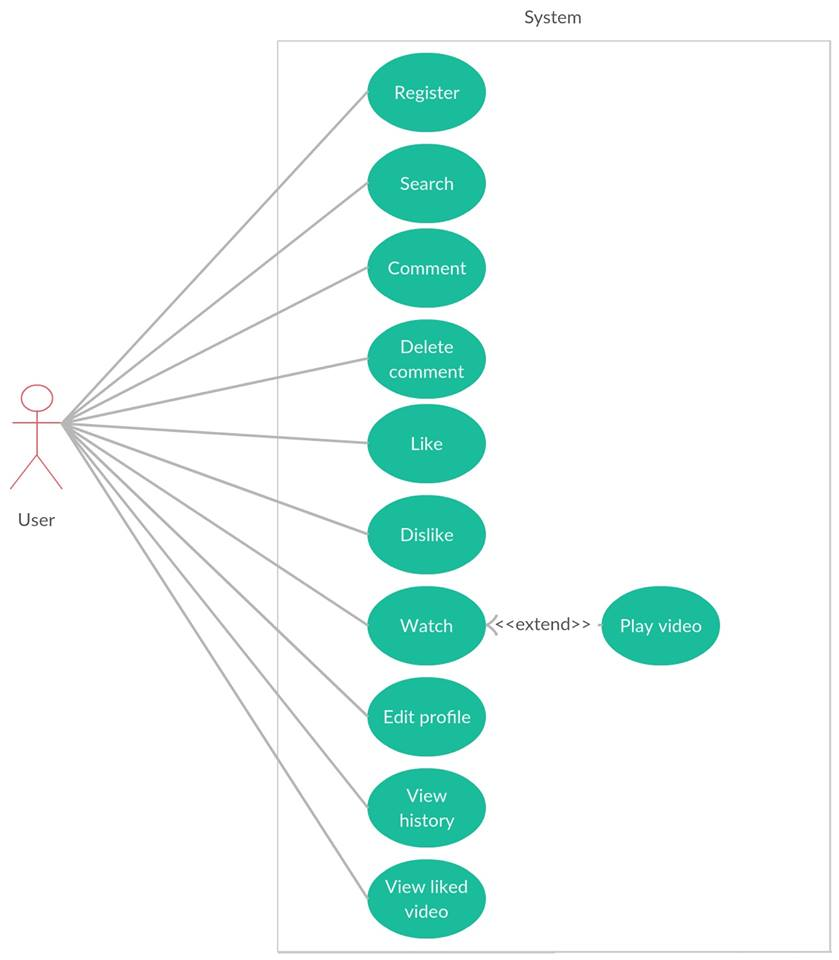 System
Register
Search
Comment
Delete
comment
Like
Dislike
User
Watch
<<extend>>
Play video
Edit profile
View
history
View liked
video